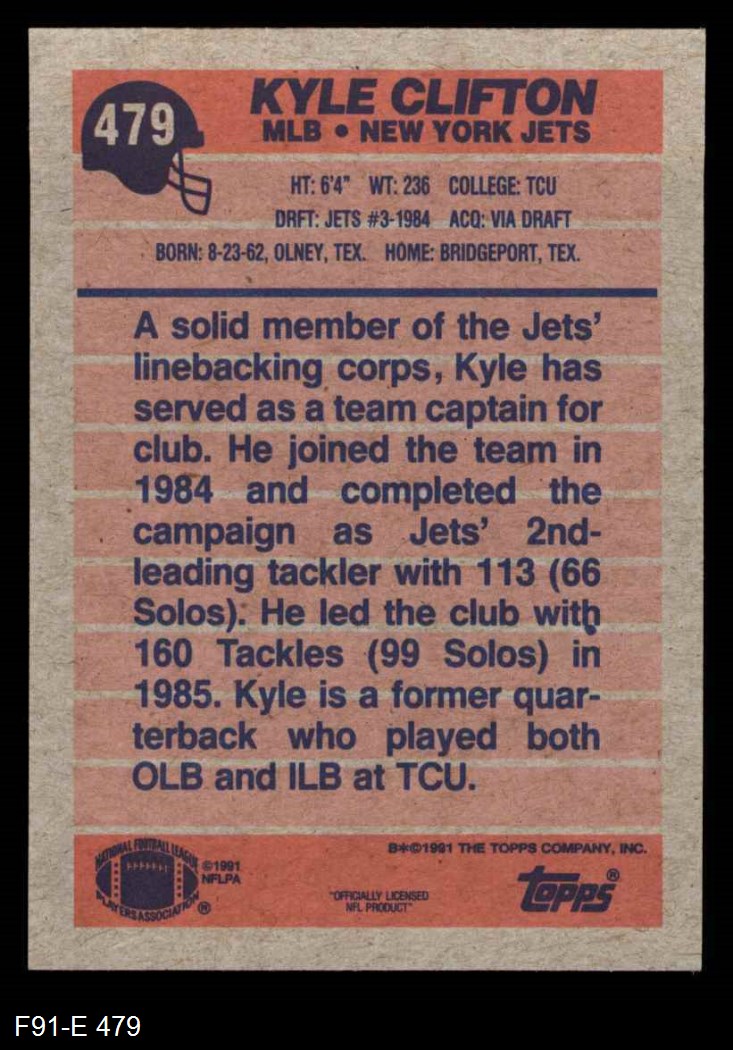 479
KYLE CLIFTON
MLB • NEW YORK JETS
HT: 6'4" WT: 236 COLLEGE: TCU
DRFT: JETS #3-1984 ACQ: VIA DRAFT
BORN: 8-23-62, OLNEY, TEX. HOME: BRIDGEPORT, TEX.
A solid member of the Jets'
linebacking corps, Kyle has
served as a team captain for
club. He joined the team in
1984 and completed the
campaign as Jets' 2nd-
leading tackler with 113 (66
Solos). He led the club with
160 Tackles (99 Solos) in
1985. Kyle is a former quar-
terback who played both
OLB and ILB at TCU.
NATIONAL FOOTBALL LEAGUE
PLAYERS ASSOCIATION ®
©1991
NFLPA
B*©1991 THE TOPPS COMPANY, INC.
"OFFICIALLY LICENSED
NFL PRODUCT"
topps®
F91-E 479